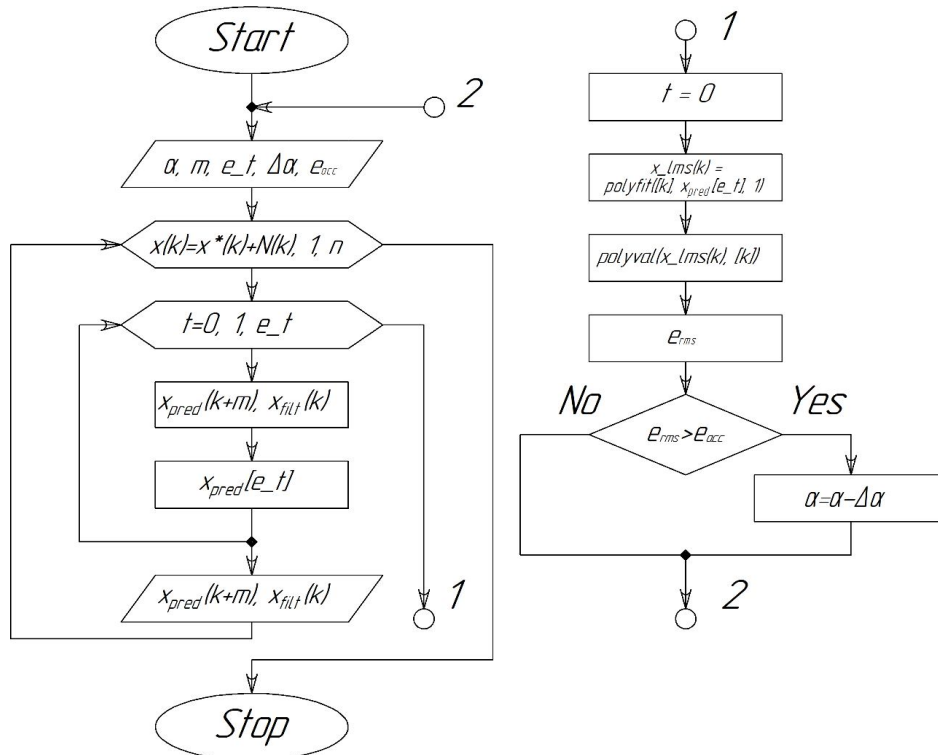 Start
2
α, m, e_t, Δα, e_acc
x(k)=x*(k)+N(k), 1, n
t=0, 1, e_t
x_pred(k+m), x_filt(k)
x_pred[e_t]
x_pred(k+m), x_filt(k)
1
Stop
1
t = 0
x_lms(k) =
polyfit([k], x_pred[e_t], 1)
polyval(x_lms(k), [k])
e_rms
No
Yes
e_rms>e_acc
α=α-Δα
2